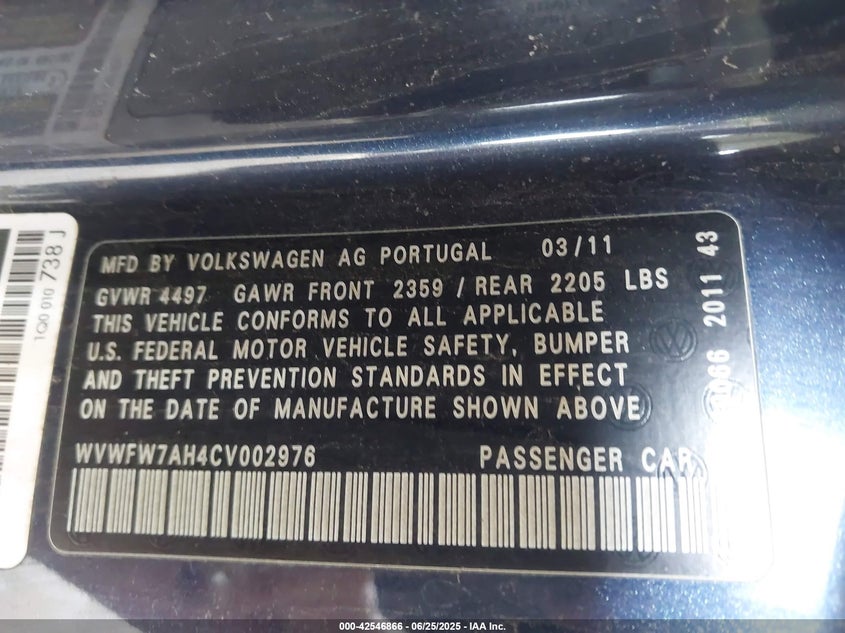 MFD BY VOLKSWAGEN AG PORTUGAL 03/11
GVWR 4497 GAWR FRONT 2359 / REAR 2205 LBS
THIS VEHICLE CONFORMS TO ALL APPLICABLE
U.S. FEDERAL MOTOR VEHICLE SAFETY, BUMPER
AND THEFT PREVENTION STANDARDS IN EFFECT
ON THE DATE OF MANUFACTURE SHOWN ABOVE
WVWFW7AH4CV002976 PASSENGER CAR
2011 43
1Q0 010 738 J
000-42546866 - 06/25/2025 - IAA Inc.